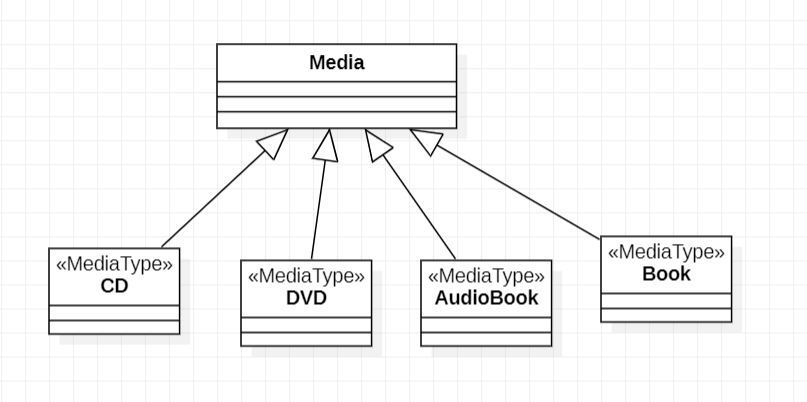 Media
«MediaType»
CD
«MediaType»
DVD
«MediaType»
AudioBook
«MediaType»
Book